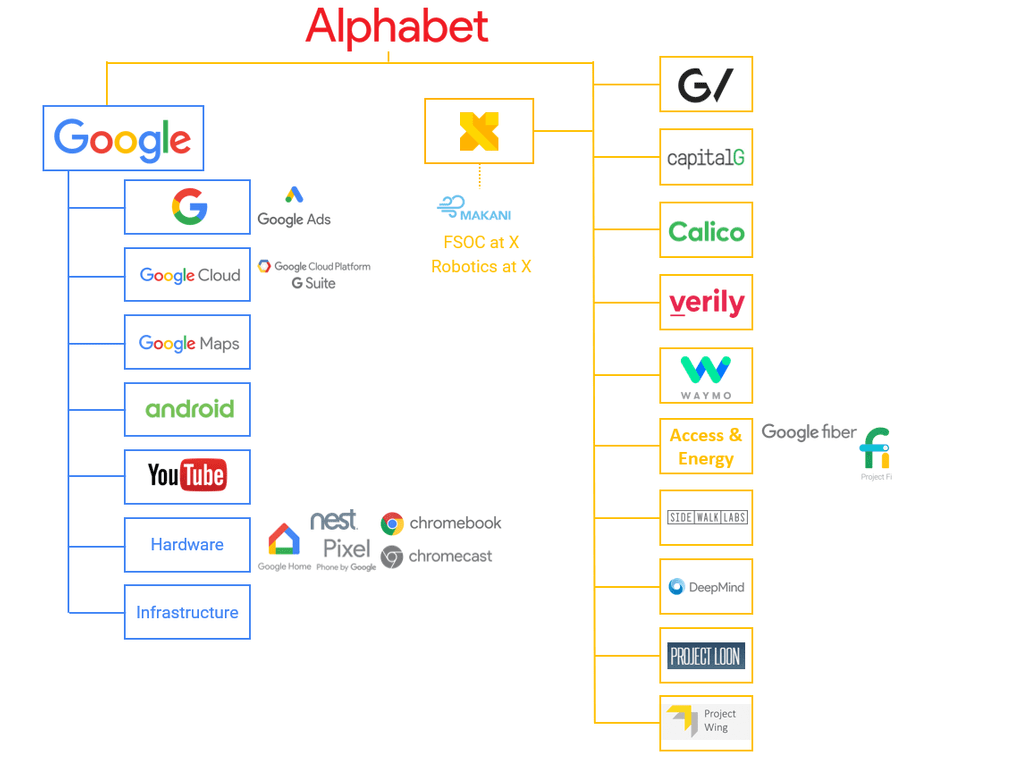 Alphabet
Google
G
Google Ads
Google Cloud
Google Cloud Platform
G Suite
Google Maps
android
YouTube
Hardware
Google Home
nest
Pixel
Phone by Google
chromebook
chromecast
Infrastructure
X
MAKANI
FSOC at X
Robotics at X
G/
capitalG
Calico
verily
WAYMO
Access &
Energy
Google fiber
fi
Project Fi
SIDEWALK LABS
DeepMind
PROJECT LOON
Project
Wing